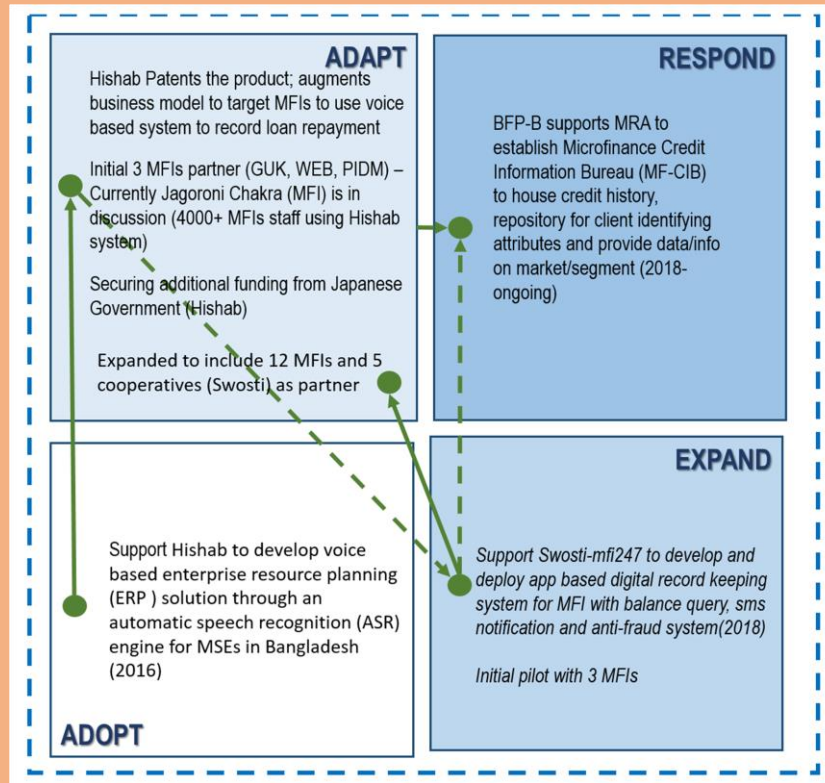 ADAPT
Hishab Patents the product; augments
business model to target MFIs to use voice
based system to record loan repayment
Initial 3 MFIs partner (GUK, WEB, PIDM) –
Currently Jagoroni Chakra (MFI) is in
discussion (4000+ MFIs staff using Hishab
system)
Securing additional funding from Japanese
Government (Hishab)
Expanded to include 12 MFIs and 5
cooperatives (Swosti) as partner
RESPOND
BFP-B supports MRA to
establish Microfinance Credit
Information Bureau (MF-CIB)
to house credit history,
repository for client identifying
attributes and provide data/info
on market/segment (2018-
ongoing)
Support Hishab to develop voice
based enterprise resource planning
(ERP ) solution through an
automatic speech recognition (ASR)
engine for MSEs in Bangladesh
(2016)
ADOPT
EXPAND
Support Swosti-mfi247 to develop and
deploy app based digital record keeping
system for MFI with balance query, sms
notification and anti-fraud system(2018)
Initial pilot with 3 MFIs